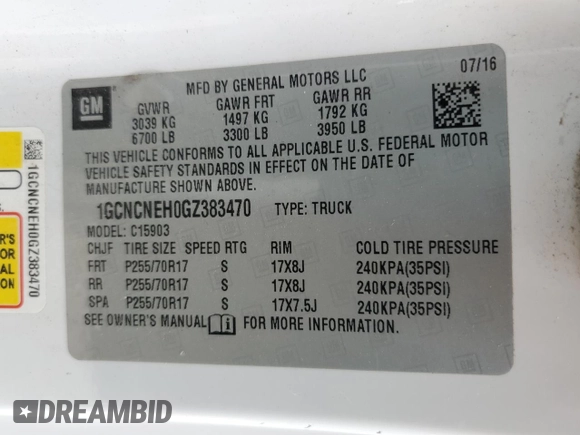 07/16
MFD BY GENERAL MOTORS LLC
GM
GVWR GAWR FRT GAWR RR
3039 KG 1497 KG 1792 KG
6700 LB 3300 LB 3950 LB
THIS VEHICLE CONFORMS TO ALL APPLICABLE U.S. FEDERAL MOTOR
VEHICLE SAFETY STANDARDS IN EFFECT ON THE DATE OF
MANUFACTURE SHOWN ABOVE.
1GCNCNEH0GZ383470 TYPE: TRUCK
MODEL: C15903
CHJF TIRE SIZE SPEED RTG RIM COLD TIRE PRESSURE
FRT P255/70R17 S 17X8J 240KPA(35PSI)
RR P255/70R17 S 17X8J 240KPA(35PSI)
SPA P255/70R17 S 17X7.5J 240KPA(35PSI)
SEE OWNER'S MANUAL FOR MORE INFORMATION.
1GCNCNEH0GZ383470
DREAMBID